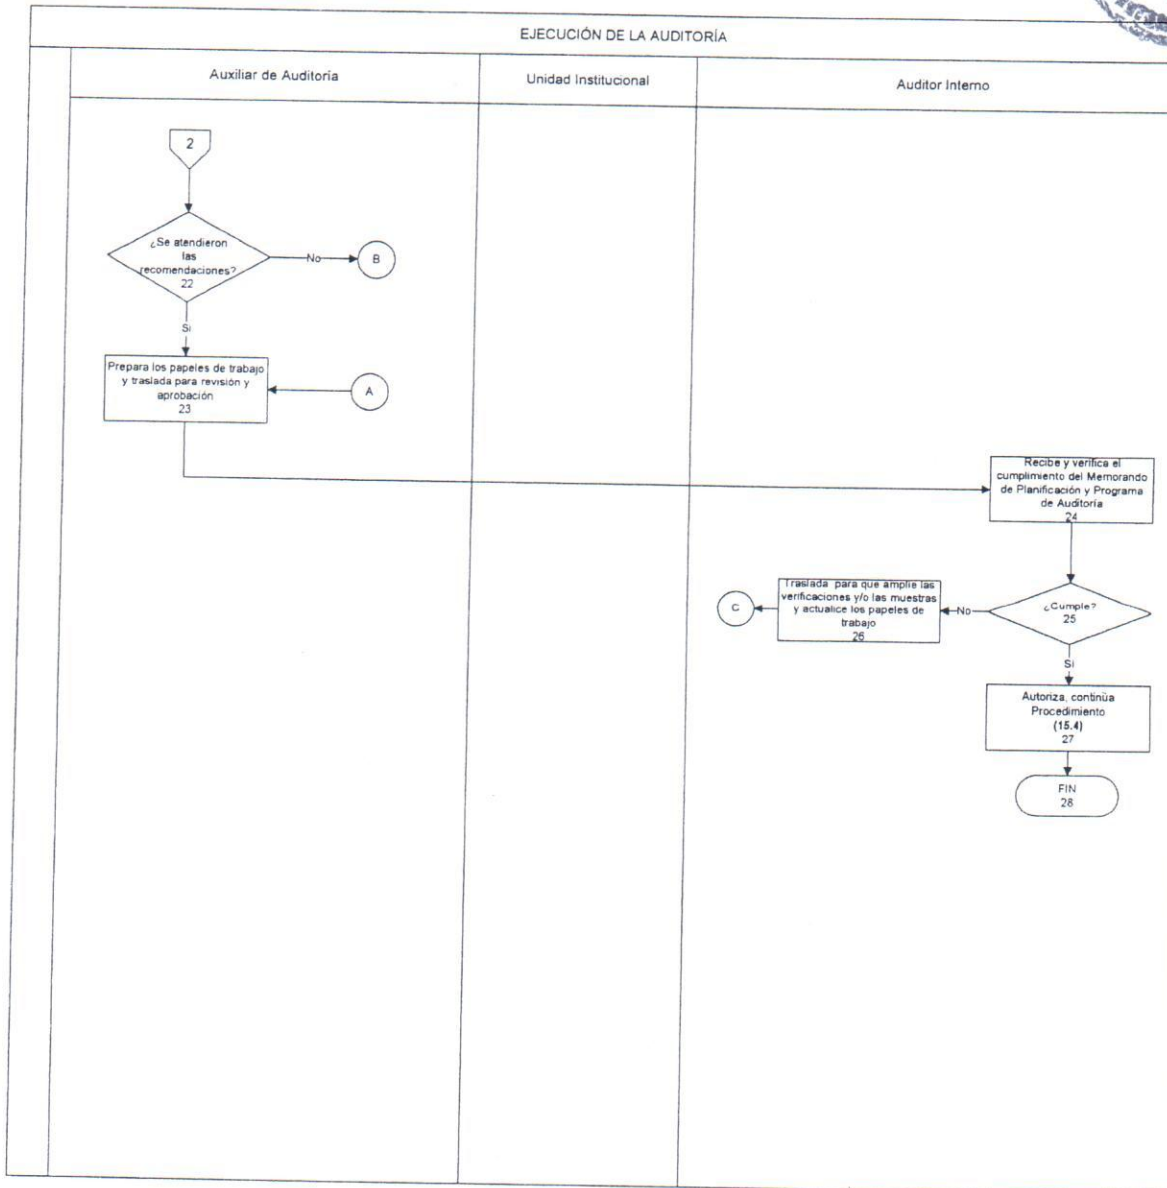 EJECUCIÓN DE LA AUDITORÍA
Auxiliar de Auditoría
Unidad Institucional
Auditor Interno
2
¿Se atendieron
las
recomendaciones?
22
No
B
Si
Prepara los papeles de trabajo
y traslada para revisión y
aprobación
23
A
Recibe y verifica el
cumplimiento del Memorando
de Planificación y Programa
de Auditoría
24
¿Cumple?
25
No
Traslada para que amplie las
verificaciones y/o las muestras
y actualice los papeles de
trabajo
26
C
Si
Autoriza, continúa
Procedimiento
(15.4)
27
FIN
28